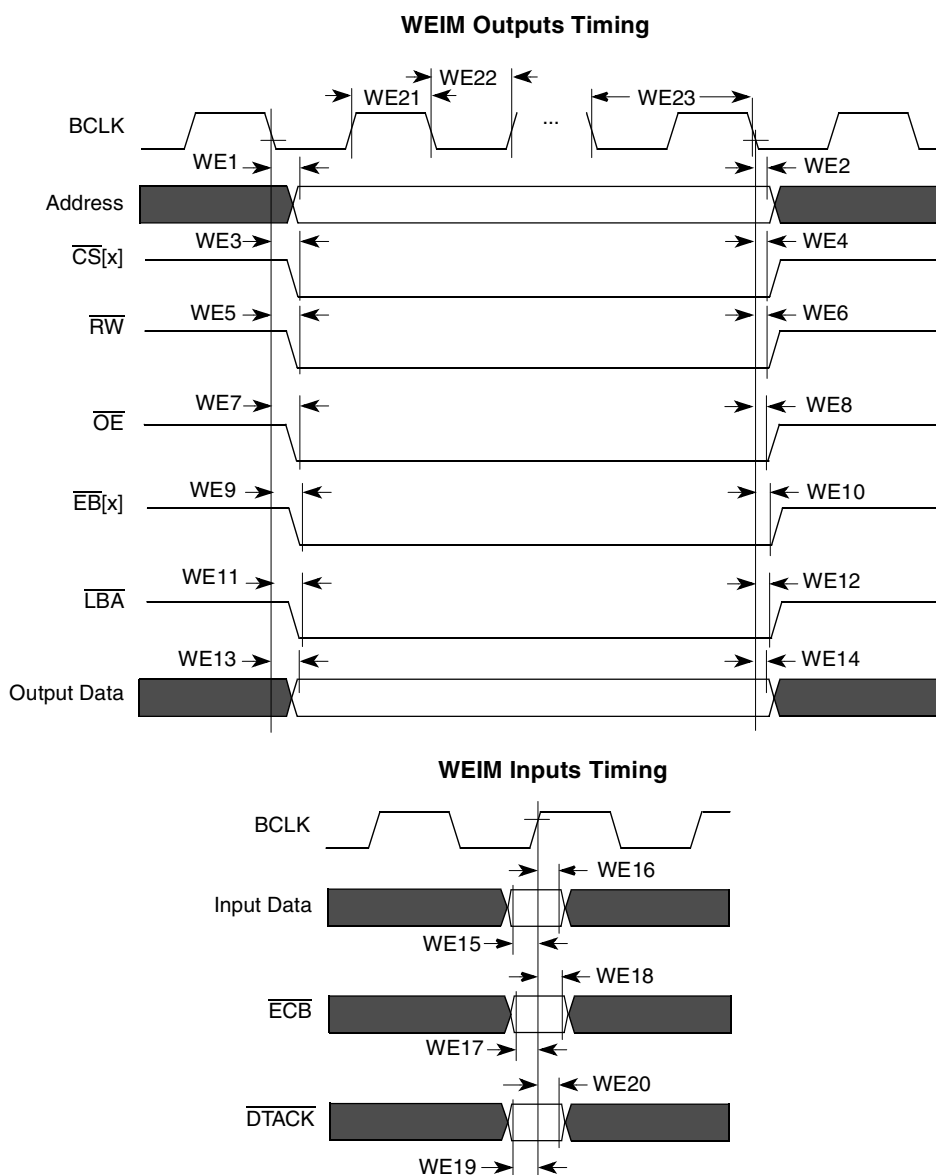 WEIM Outputs Timing
WE22
WE21
WE23
BCLK
...
WE1
WE2
Address
WE3
WE4
CS[x]
WE5
WE6
RW
WE7
WE8
OE
WE9
WE10
EB[x]
WE11
WE12
LBA
WE13
WE14
Output Data
WEIM Inputs Timing
BCLK
WE16
Input Data
WE15
WE18
ECB
WE17
WE20
DTACK
WE19